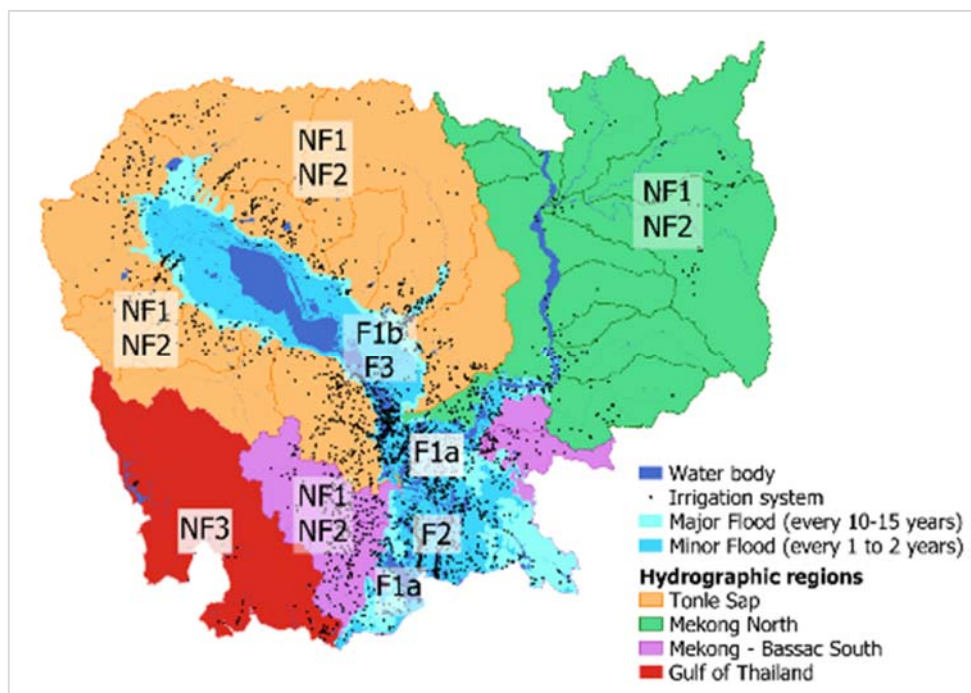 NF1
NF2
NF1
NF2
NF1
NF2
F1b
F3
F1a
NF1
NF2
NF3
F2
F1a
Water body
Irrigation system
Major Flood (every 10-15 years)
Minor Flood (every 1 to 2 years)
Hydrographic regions
Tonle Sap
Mekong North
Mekong - Bassac South
Gulf of Thailand